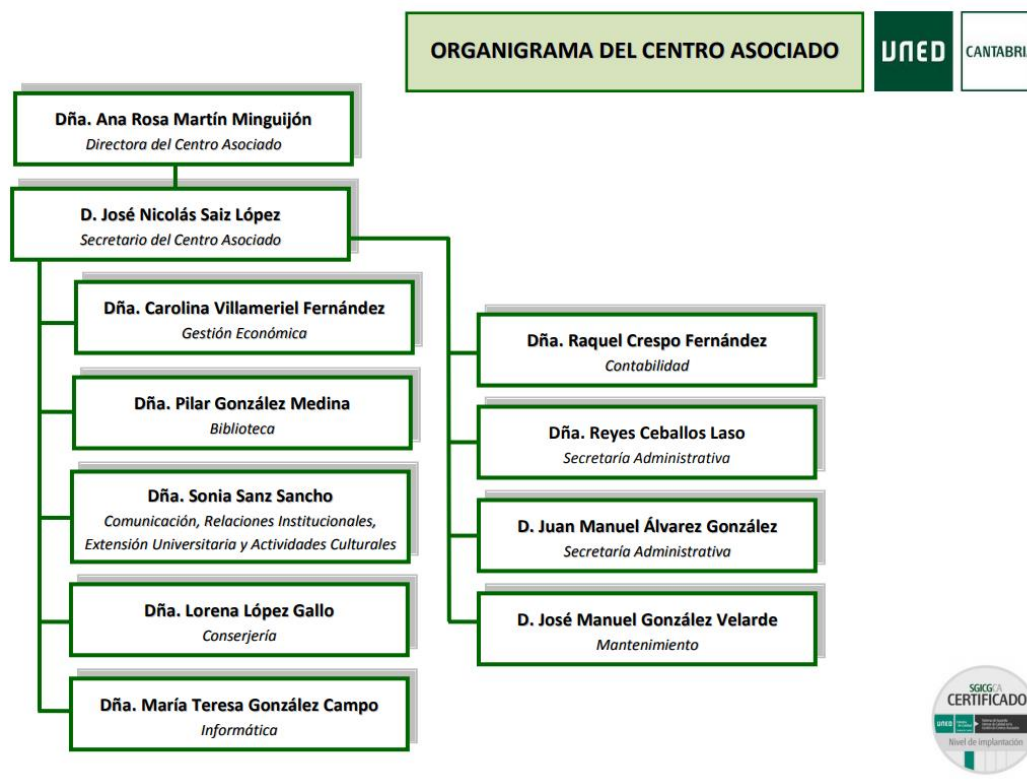 ORGANIGRAMA DEL CENTRO ASOCIADO
UNED
CANTABRIA
Dña. Ana Rosa Martín Minguijón
Directora del Centro Asociado
D. José Nicolás Saiz López
Secretario del Centro Asociado
Dña. Carolina Villameriel Fernández
Gestión Económica
Dña. Pilar González Medina
Biblioteca
Dña. Sonia Sanz Sancho
Comunicación, Relaciones Institucionales,
Extensión Universitaria y Actividades Culturales
Dña. Lorena López Gallo
Conserjería
Dña. María Teresa González Campo
Informática
Dña. Raquel Crespo Fernández
Contabilidad
Dña. Reyes Ceballos Laso
Secretaría Administrativa
D. Juan Manuel Álvarez González
Secretaría Administrativa
D. José Manuel González Velarde
Mantenimiento
SGICGCA
CERTIFICADO
UNED
Nivel de implantación